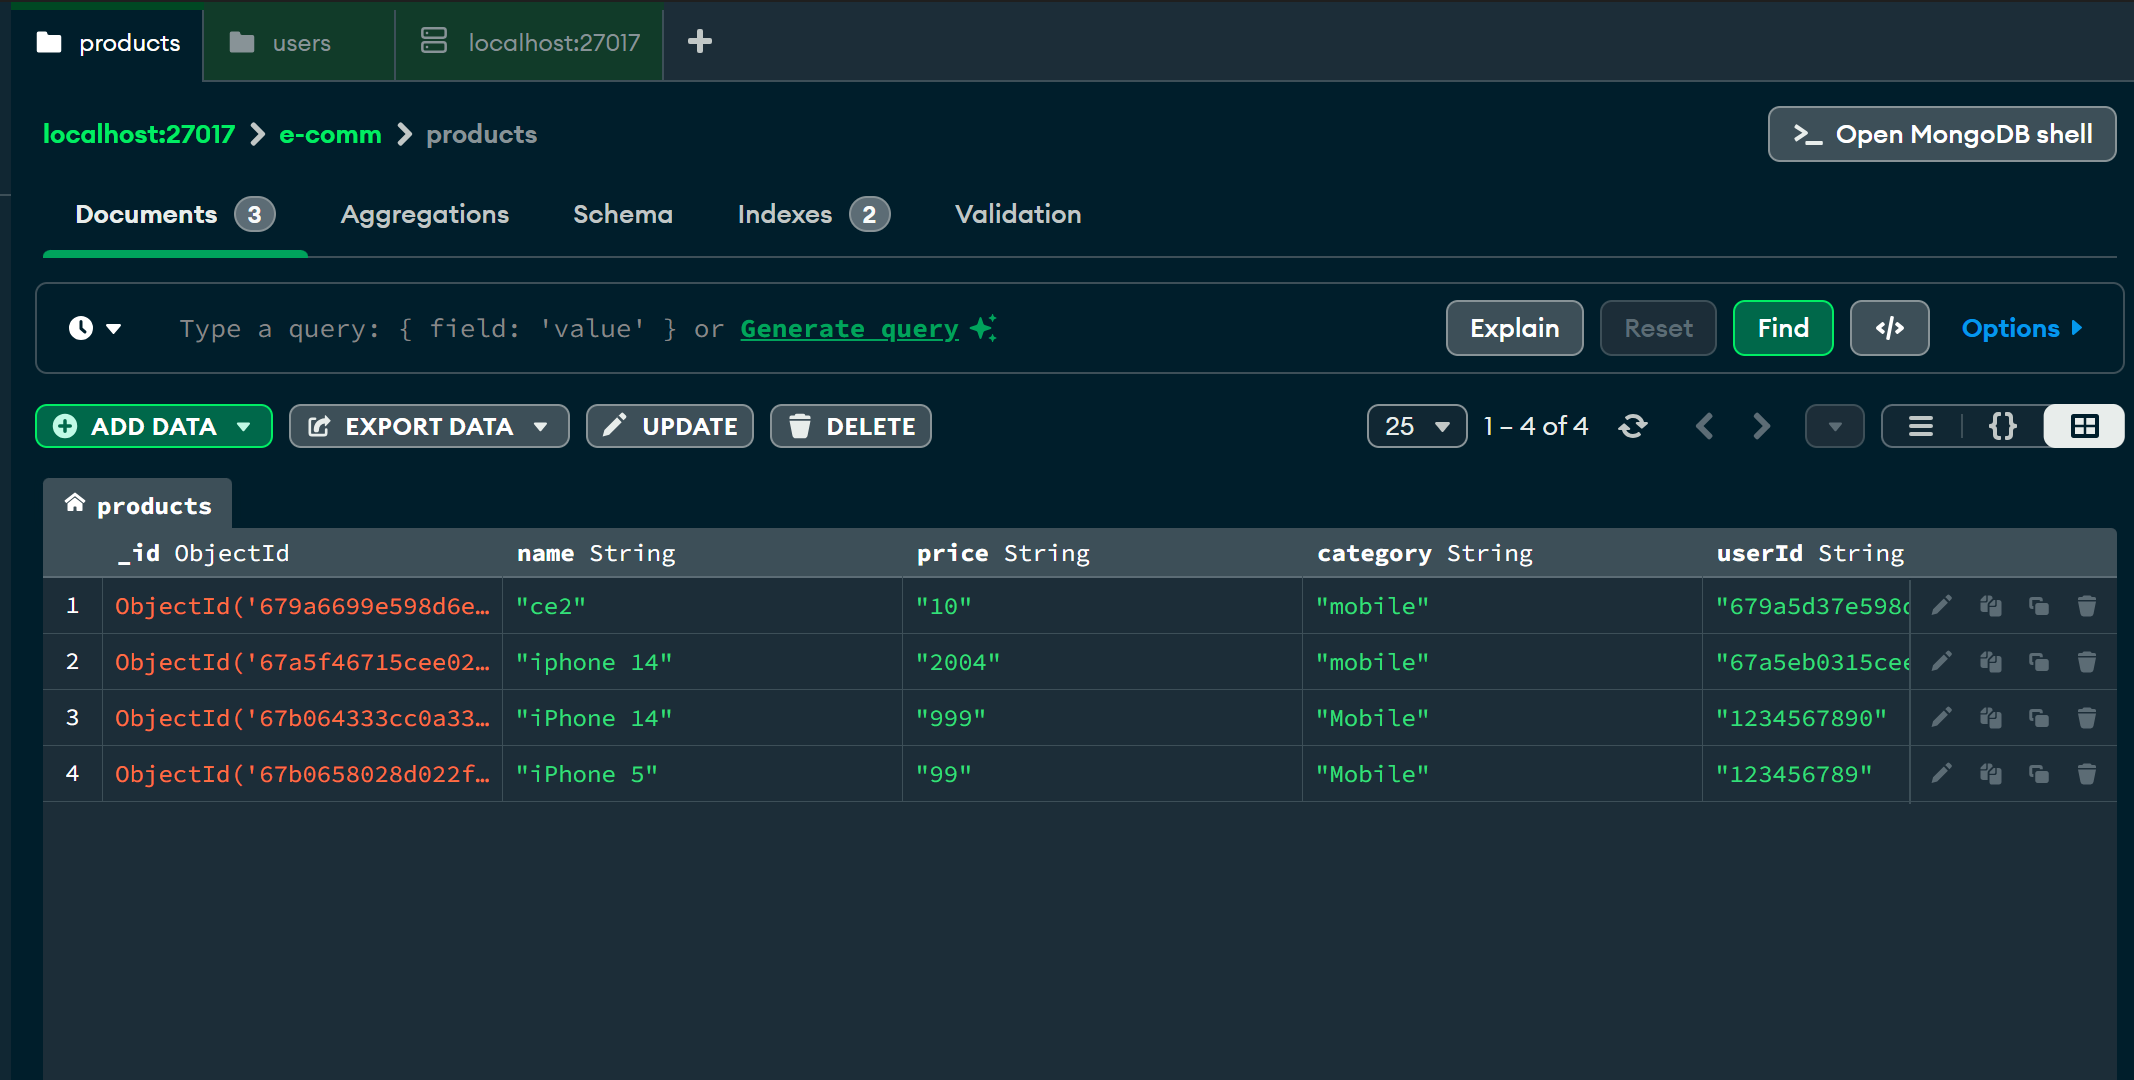 products users localhost:27017
localhost:27017 e-comm products Open MongoDB shell
Documents 3 Aggregations Schema Indexes 2 Validation
Type a query: { field: 'value' } or Generate query Explain Reset Find </> Options
ADD DATA EXPORT DATA UPDATE DELETE 25 1 – 4 of 4 {}
products
_id ObjectId name String price String category String userId String
1 ObjectId('679a6699e598d6e… "ce2" "10" "mobile" "679a5d37e598
2 ObjectId('67a5f46715cee02… "iphone 14" "2004" "mobile" "67a5eb0315cee
3 ObjectId('67b064333cc0a33… "iPhone 14" "999" "Mobile" "1234567890"
4 ObjectId('67b0658028d022f… "iPhone 5" "99" "Mobile" "123456789"